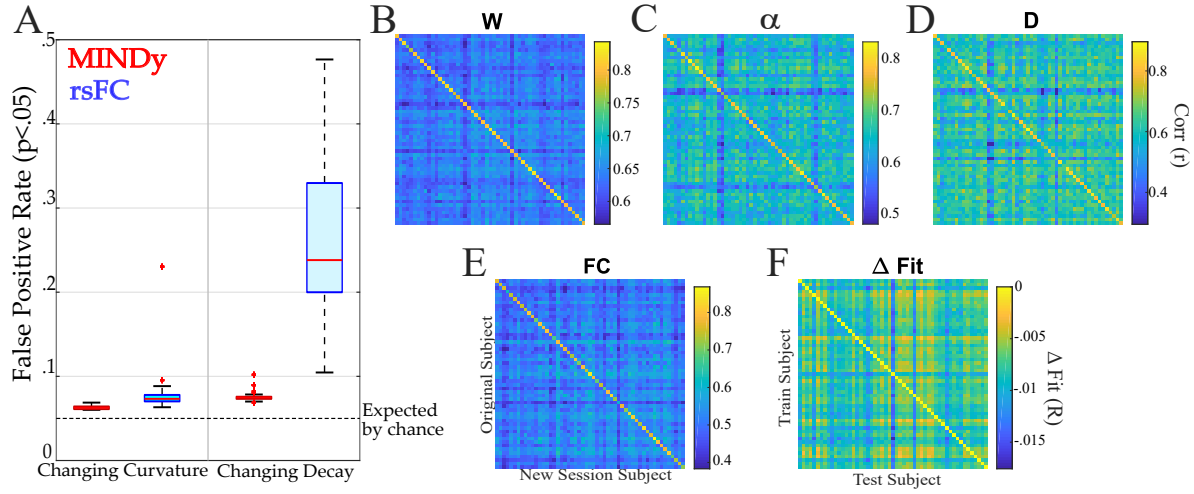 A
False Positive Rate (p<.05)
.5
.4
.3
.2
.1
0
MINDy
rsFC
Expected
by chance
Changing Curvature
Changing Decay
B
W
0.8
0.75
0.7
0.65
0.6
C
α
0.8
0.7
0.6
0.5
D
D
0.8
0.6
0.4
Corr (r)
E
FC
Original Subject
New Session Subject
0.8
0.7
0.6
0.5
0.4
F
Δ Fit
Train Subject
Test Subject
0
-.005
-.01
-.015
Δ Fit (R)